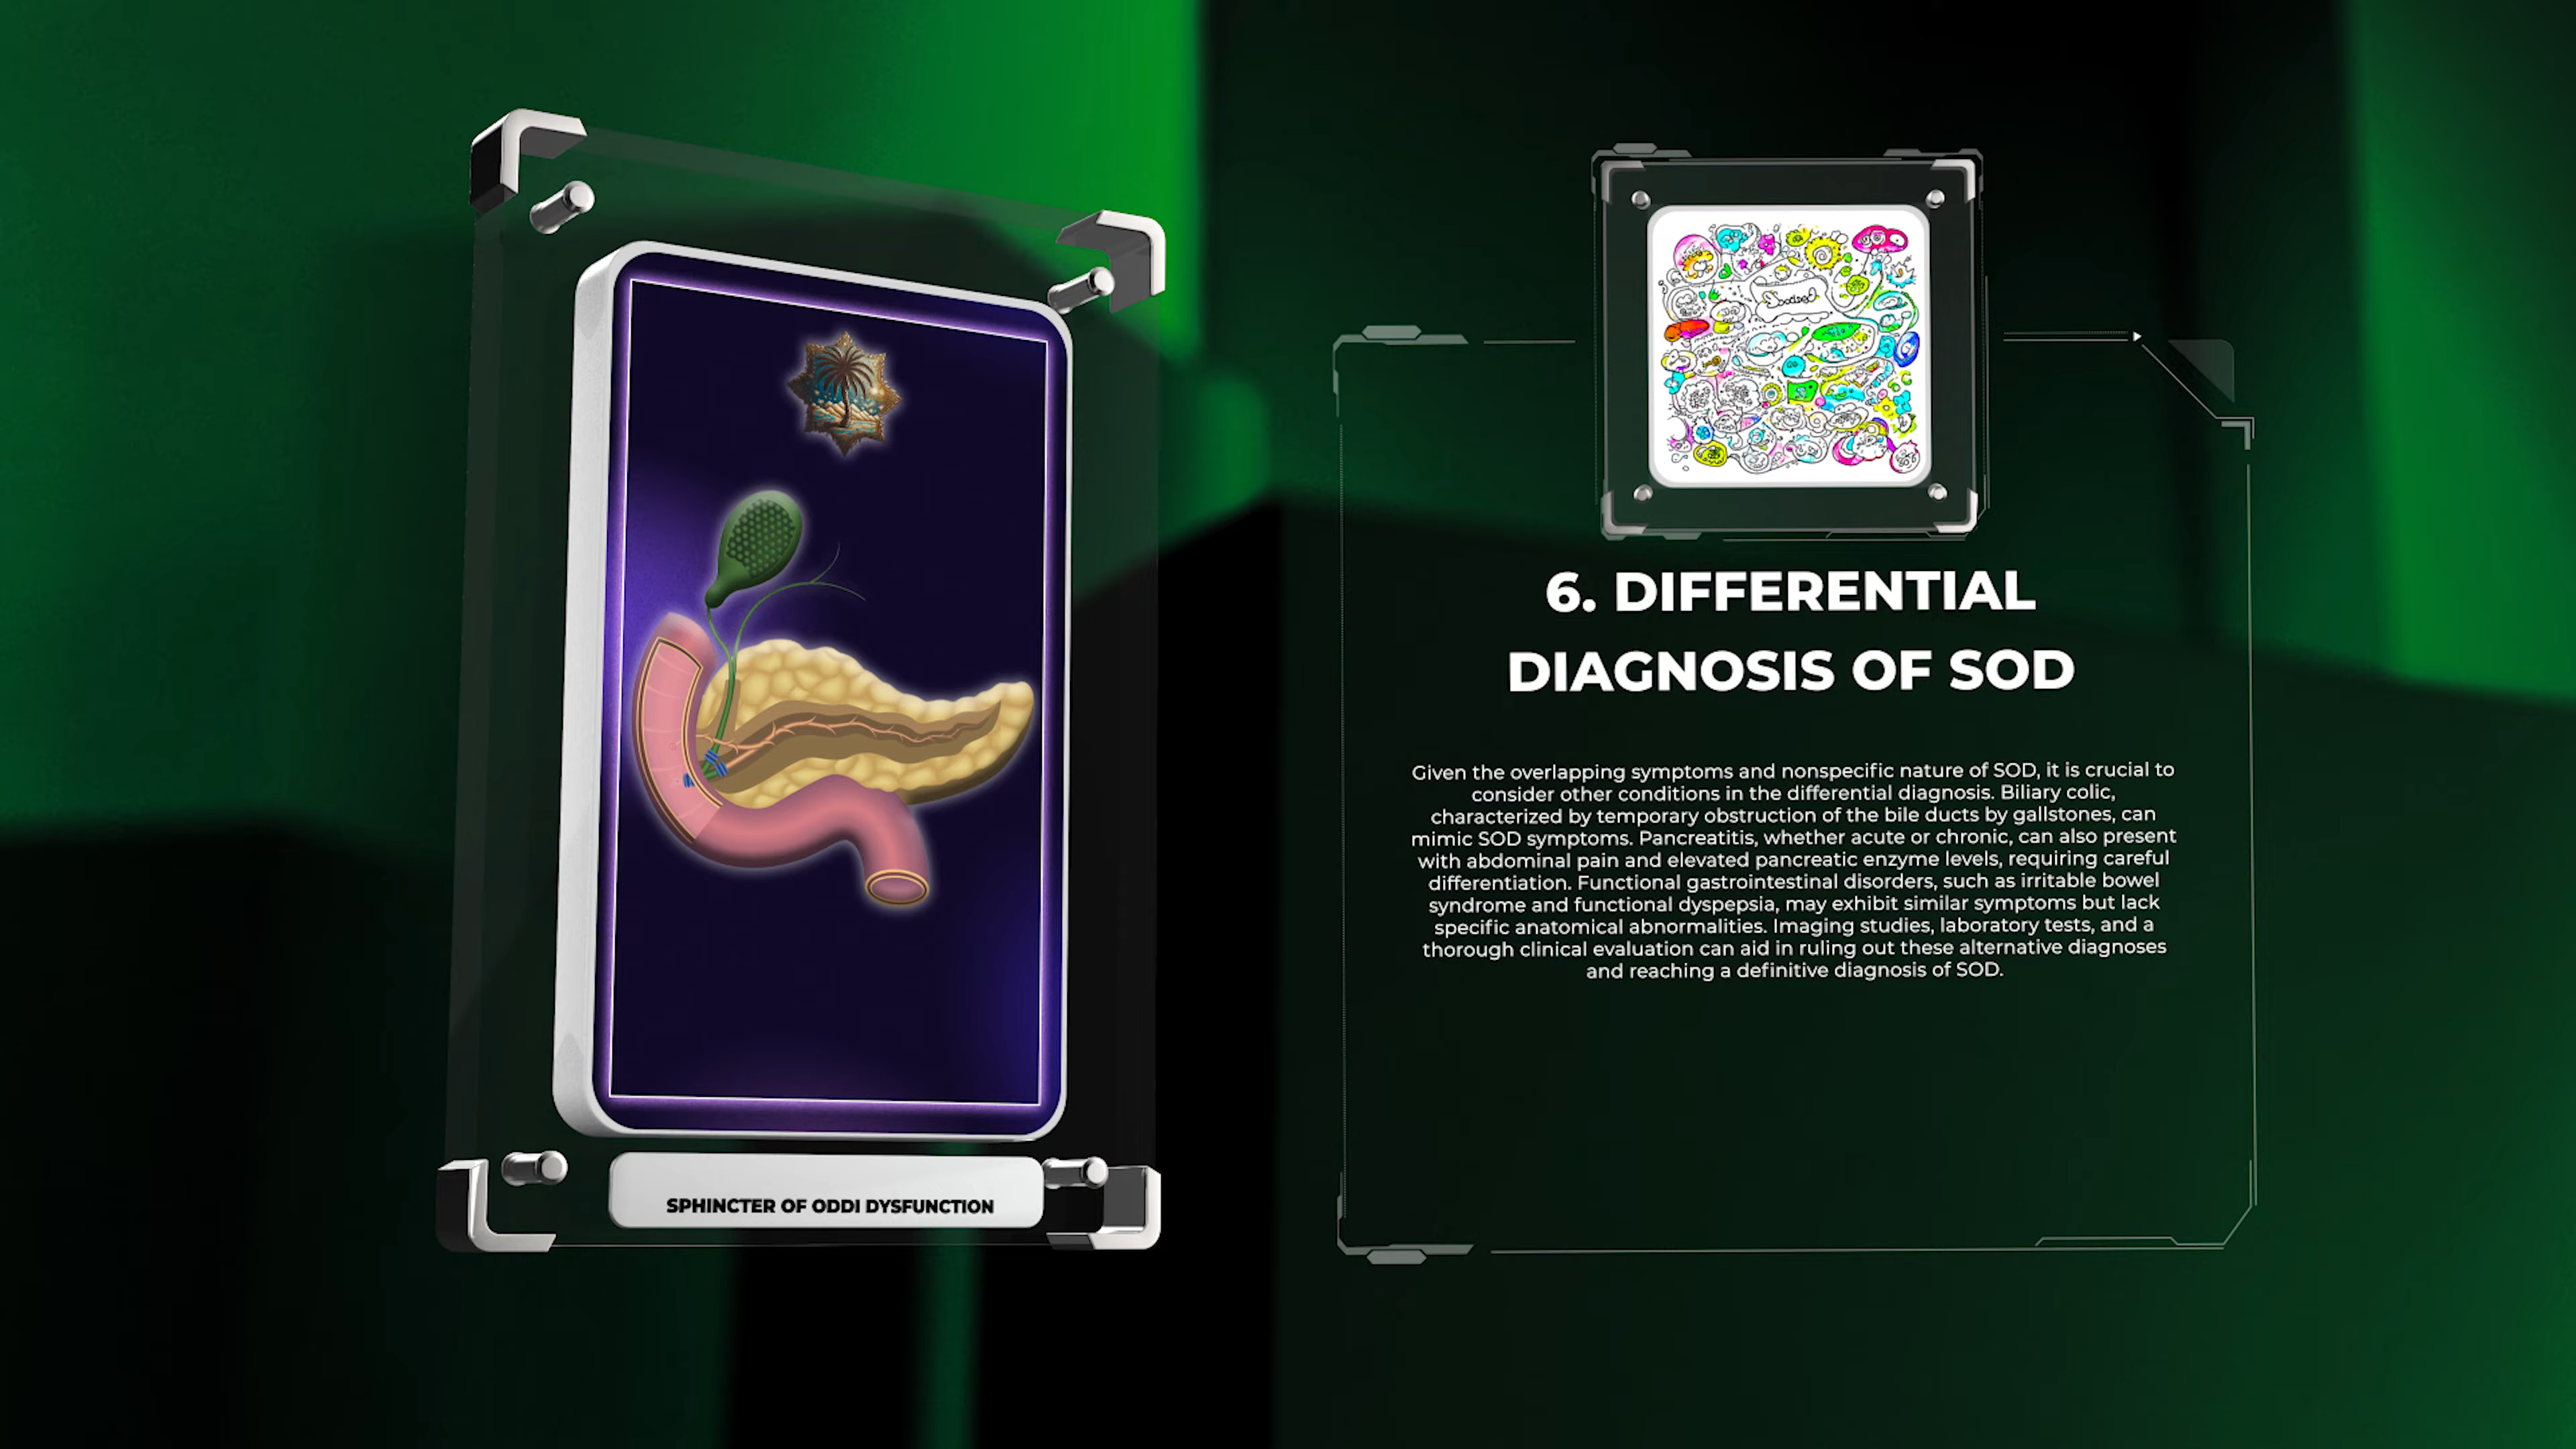 6. DIFFERENTIAL
DIAGNOSIS OF SOD
Given the overlapping symptoms and nonspecific nature of SOD, it is crucial to
consider other conditions in the differential diagnosis. Biliary colic,
characterized by temporary obstruction of the bile ducts by gallstones, can
mimic SOD symptoms. Pancreatitis, whether acute or chronic, can also present
with abdominal pain and elevated pancreatic enzyme levels, requiring careful
differentiation. Functional gastrointestinal disorders, such as irritable bowel
syndrome and functional dyspepsia, may exhibit similar symptoms but lack
specific anatomical abnormalities. Imaging studies, laboratory tests, and a
thorough clinical evaluation can aid in ruling out these alternative diagnoses
and reaching a definitive diagnosis of SOD.
SPHINCTER OF ODDI DYSFUNCTION